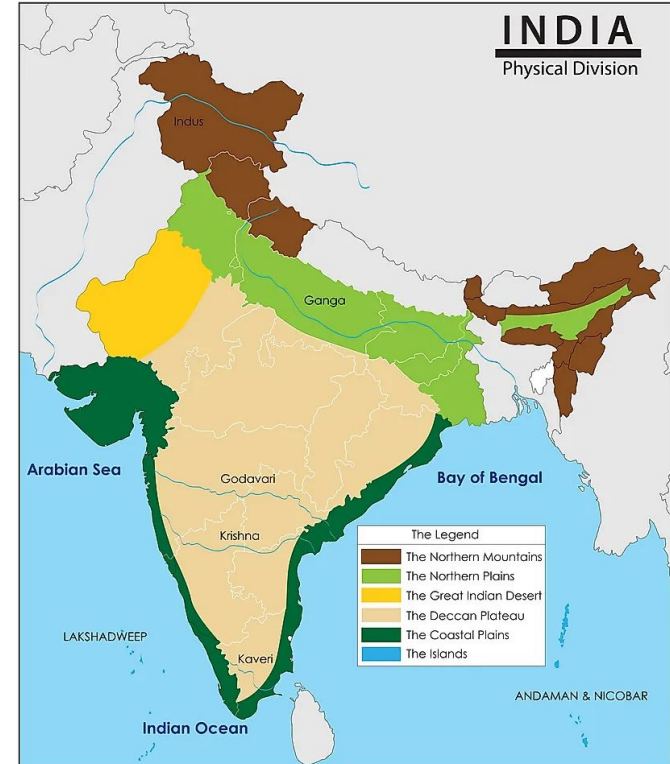 INDIA
Physical Division
Indus
Ganga
Arabian Sea
Godavari
Bay of Bengal
Krishna
The Legend
The Northern Mountains
The Northern Plains
The Great Indian Desert
The Deccan Plateau
The Coastal Plains
The Islands
LAKSHADWEEP
Kaveri
ANDAMAN & NICOBAR
Indian Ocean